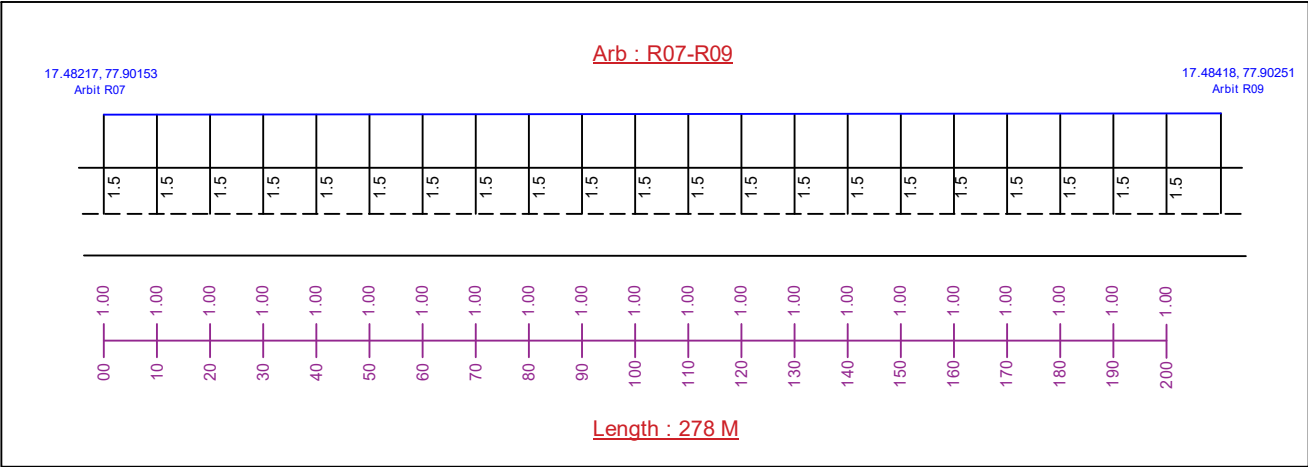 Arb : R07-R09
17.48217, 77.90153
Arbit R07
17.48418, 77.90251
Arbit R09
1.5 1.5 1.5 1.5 1.5 1.5 1.5 1.5 1.5 1.5 1.5 1.5 1.5 1.5 1.5 1.5 1.5 1.5 1.5 1.5 1.5
1.00 1.00 1.00 1.00 1.00 1.00 1.00 1.00 1.00 1.00 1.00 1.00 1.00 1.00 1.00 1.00 1.00 1.00 1.00 1.00 1.00
00 10 20 30 40 50 60 70 80 90 100 110 120 130 140 150 160 170 180 190 200
Length : 278 M